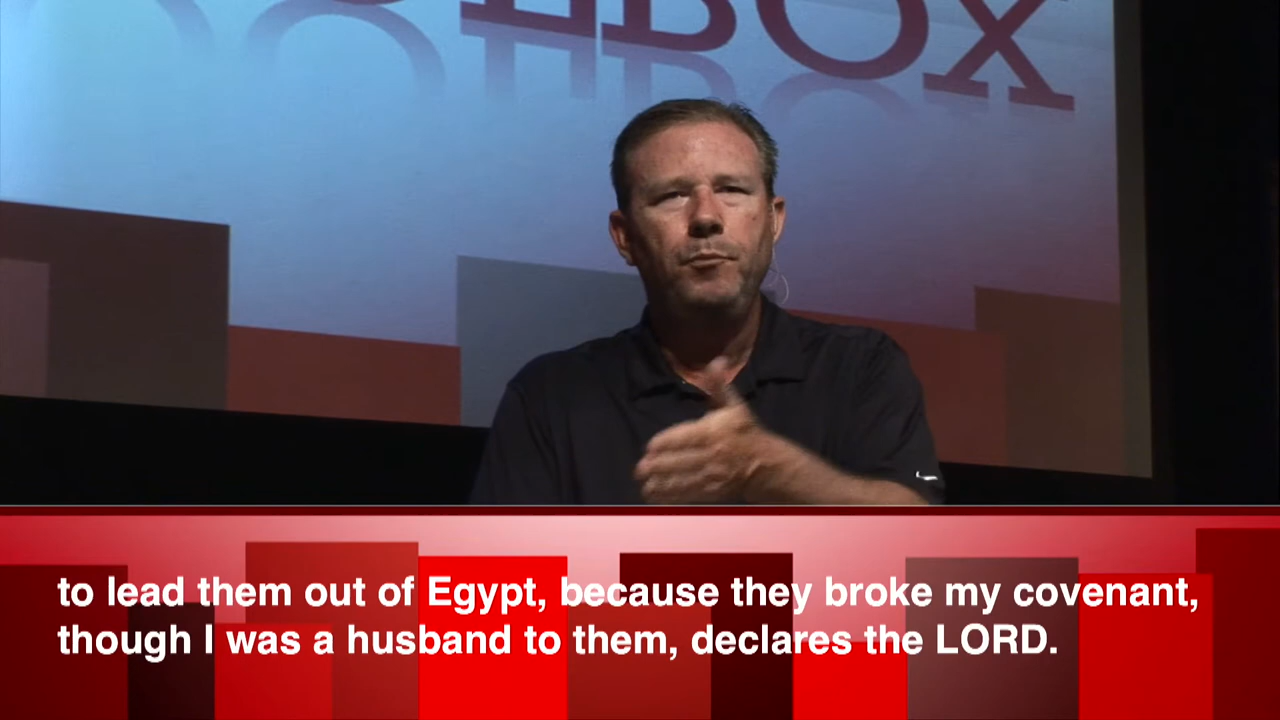 BOX
to lead them out of Egypt, because they broke my covenant,
though I was a husband to them, declares the LORD.